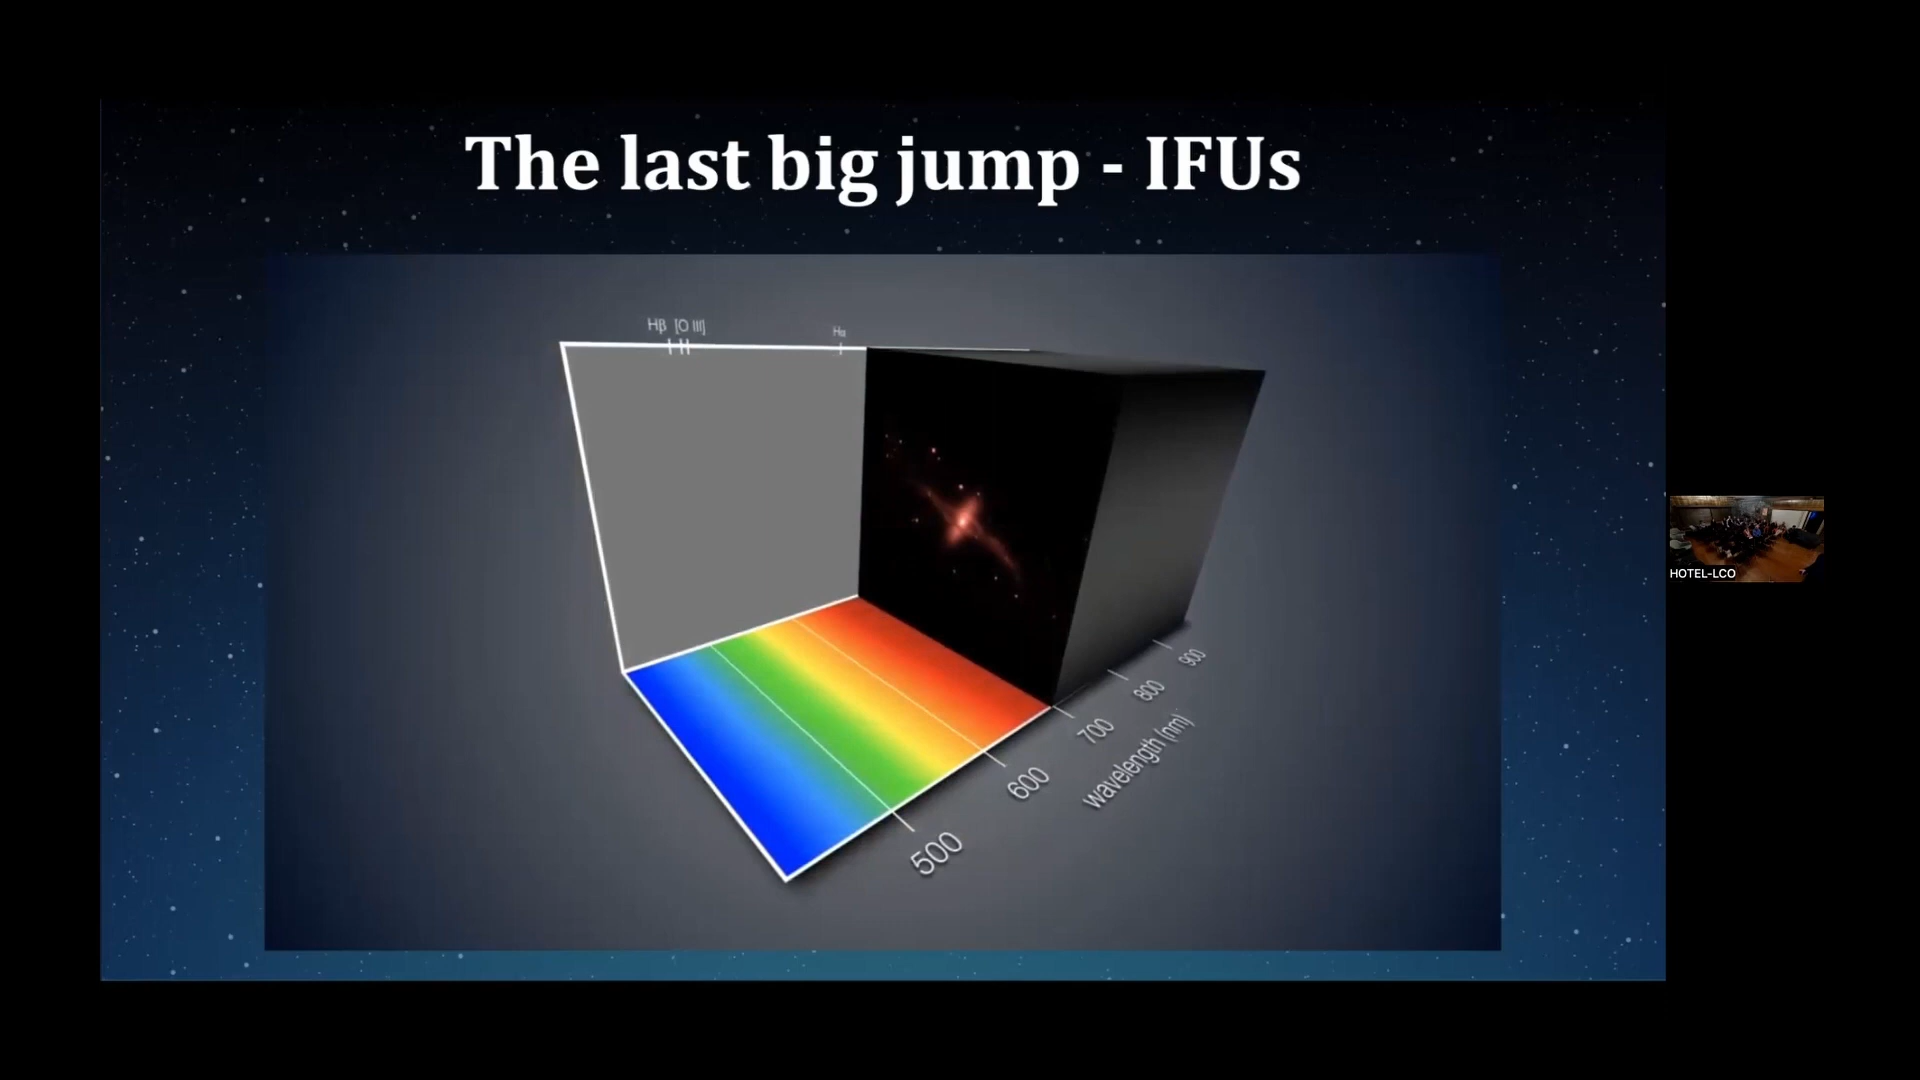 The last big jump - IFUs
Hβ [O III]
Hα
900
800
700
wavelength (nm)
600
500
HOTEL-LCO